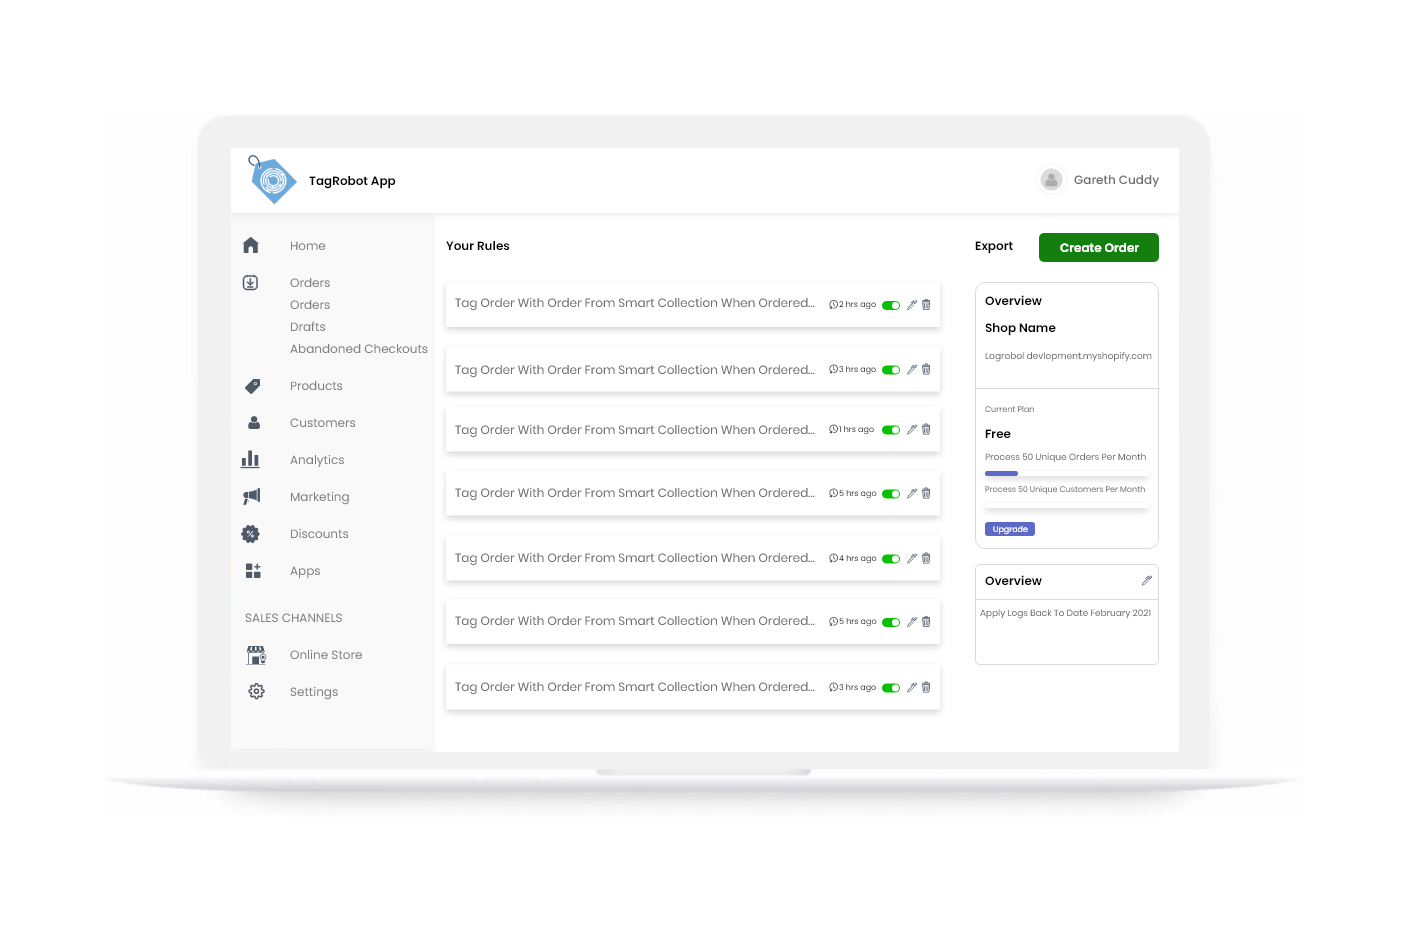 TagRobot App
Gareth Cuddy
Home
Orders
Orders
Drafts
Abandoned Checkouts
Products
Customers
Analytics
Marketing
Discounts
Apps
SALES CHANNELS
Online Store
Settings
Your Rules
Tag Order With Order From Smart Collection When Ordered... 2 hrs ago
Tag Order With Order From Smart Collection When Ordered... 3 hrs ago
Tag Order With Order From Smart Collection When Ordered... 1 hrs ago
Tag Order With Order From Smart Collection When Ordered... 5 hrs ago
Tag Order With Order From Smart Collection When Ordered... 4 hrs ago
Tag Order With Order From Smart Collection When Ordered... 5 hrs ago
Tag Order With Order From Smart Collection When Ordered... 3 hrs ago
Export
Create Order
Overview
Shop Name
Lagrobol devlopment.myshopify.com
Current Plan
Free
Process 50 Unique Orders Per Month
Process 50 Unique Customers Per Month
Upgrade
Overview
Apply Logs Back To Date February 2021